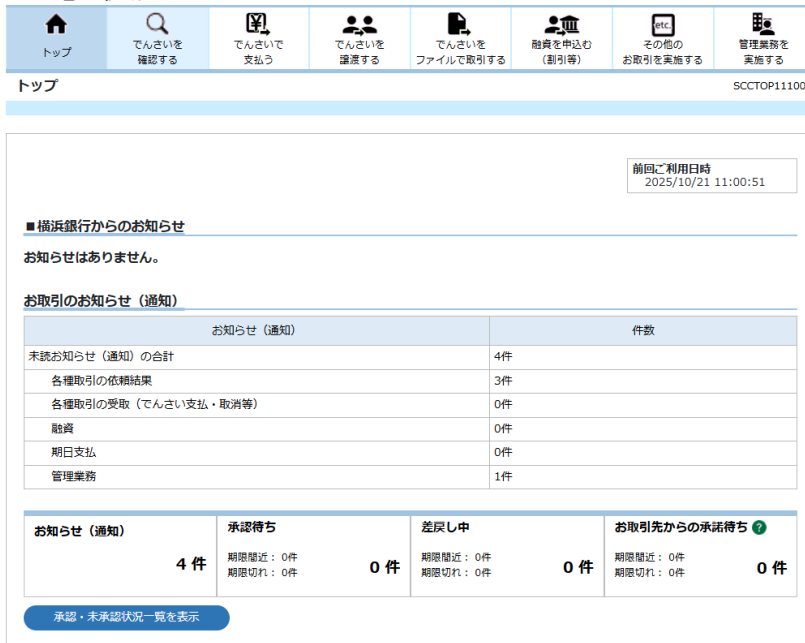 トップ
でんさいを
確認する
でんさいで
支払う
でんさいを
譲渡する
でんさいを
ファイルで取引する
融資を申込む
(割引等)
etc.
その他の
お取引を実施する
管理業務を
実施する
トップ
SCCTOP11100
前回ご利用日時
2025/10/21 11:00:51
■横浜銀行からのお知らせ
お知らせはありません。
お取引のお知らせ（通知）
お知らせ（通知） 件数
未読お知らせ（通知）の合計 4件
各種取引の依頼結果 3件
各種取引の受取（でんさい支払・取消等） 0件
融資 0件
期日支払 0件
管理業務 1件
お知らせ（通知）
4 件
承認待ち
期限間近： 0件
期限切れ： 0件
0 件
差戻し中
期限間近： 0件
期限切れ： 0件
0 件
お取引先からの承諾待ち ?
期限間近： 0件
期限切れ： 0件
0 件
承認・未承認状況一覧を表示